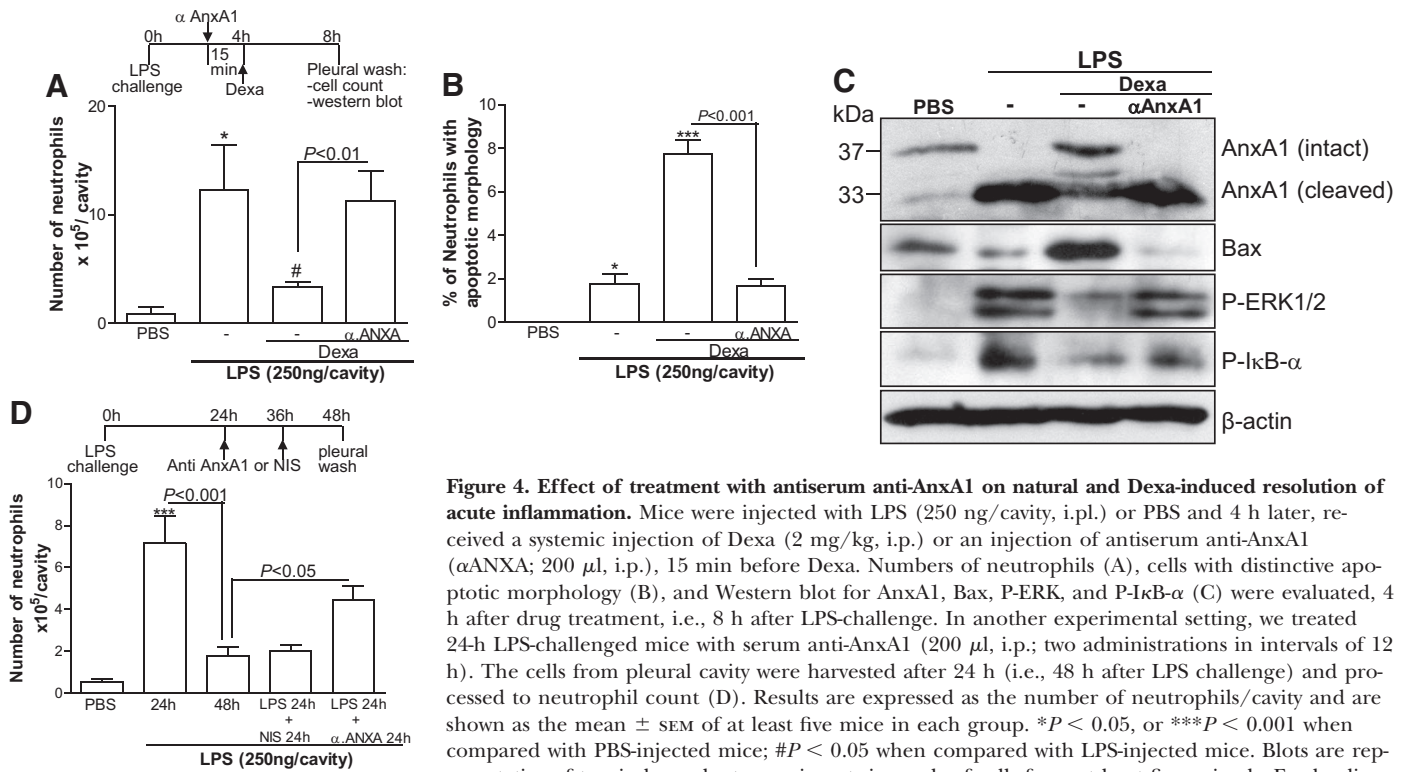 α AnxA1
0h 4h 8h
15
min
LPS
challenge
Dexa
Pleural wash:
-cell count
-western blot
A
Number of neutrophils
x 10⁵/ cavity
20
10
0
*
#
P<0.01
PBS - - α.ANXA
Dexa
LPS (250ng/cavity)
B
% of Neutrophils with
apoptotic morphology
10
8
6
4
2
0
*
***
P<0.001
PBS - - α.ANXA
Dexa
LPS (250ng/cavity)
C
LPS
Dexa
kDa PBS - - αAnxA1
37 AnxA1 (intact)
33 AnxA1 (cleaved)
Bax
P-ERK1/2
P-IκB-α
β-actin
D
0h 24h 36h 48h
LPS
challenge
Anti AnxA1 or NIS
pleural
wash
Number of neutrophils
x10⁵/cavity
10
8
6
4
2
0
***
P<0.001
P<0.05
PBS 24h 48h LPS 24h LPS 24h
+ +
NIS 24h α.ANXA 24h
LPS (250ng/cavity)
Figure 4. Effect of treatment with antiserum anti-AnxA1 on natural and Dexa-induced resolution of
acute inflammation. Mice were injected with LPS (250 ng/cavity, i.pl.) or PBS and 4 h later, re-
ceived a systemic injection of Dexa (2 mg/kg, i.p.) or an injection of antiserum anti-AnxA1
(αANXA; 200 μl, i.p.), 15 min before Dexa. Numbers of neutrophils (A), cells with distinctive apo-
ptotic morphology (B), and Western blot for AnxA1, Bax, P-ERK, and P-IκB-α (C) were evaluated, 4
h after drug treatment, i.e., 8 h after LPS-challenge. In another experimental setting, we treated
24-h LPS-challenged mice with serum anti-AnxA1 (200 μl, i.p.; two administrations in intervals of 12
h). The cells from pleural cavity were harvested after 24 h (i.e., 48 h after LPS challenge) and pro-
cessed to neutrophil count (D). Results are expressed as the number of neutrophils/cavity and are
shown as the mean ± SEM of at least five mice in each group. *P < 0.05, or ***P < 0.001 when
compared with PBS-injected mice; #P < 0.05 when compared with LPS-injected mice. Blots are rep-